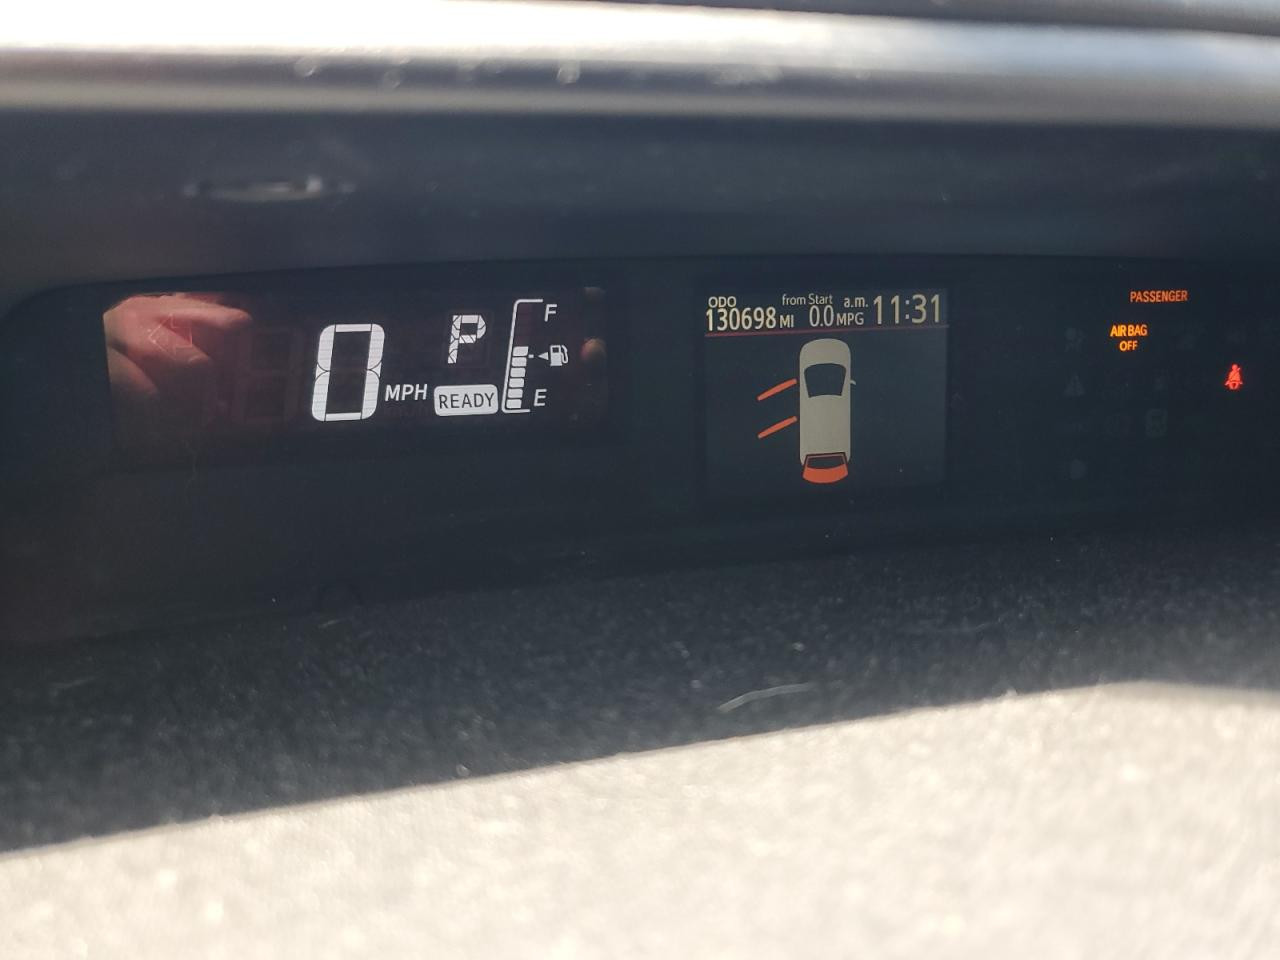 0 MPH
P
READY
F
E
ODO from Start a.m. 11:31
130698 MI 0.0 MPG
PASSENGER
AIR BAG
OFF